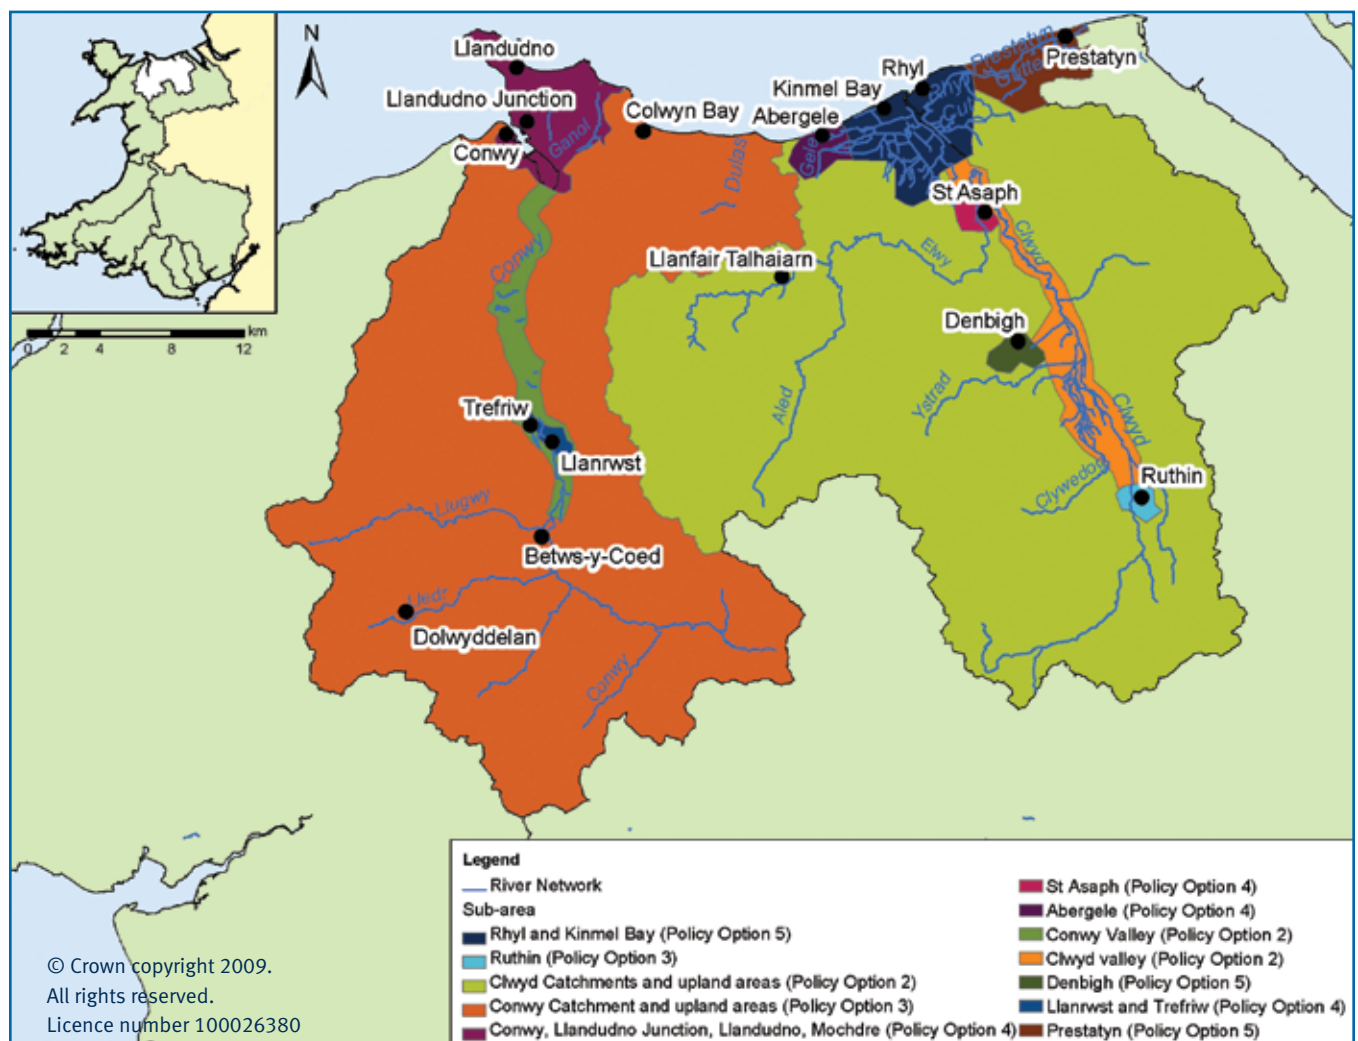 N
Llandudno
Prestatyn
Prestatyn
Gutter
Rhyl
Rhyl
Cut
Kinmel Bay
Llandudno Junction
Colwyn Bay
Abergele
Ganol
Conwy
Gele
Dulas
St Asaph
Clwyd
Elwy
Conwy
Llanfair Talhaiarn
Denbigh
km
0 2 4 8 12
Ystrad
Aled
Trefriw
Clwyd
Llanrwst
Clywedog
Ruthin
Llugwy
Betws-y-Coed
Lledr
Dolwyddelan
Conwy
Legend
River Network
Sub-area
Rhyl and Kinmel Bay (Policy Option 5)
Ruthin (Policy Option 3)
Clwyd Catchments and upland areas (Policy Option 2)
Conwy Catchment and upland areas (Policy Option 3)
Conwy, Llandudno Junction, Llandudno, Mochdre (Policy Option 4)
St Asaph (Policy Option 4)
Abergele (Policy Option 4)
Conwy Valley (Policy Option 2)
Clwyd valley (Policy Option 2)
Denbigh (Policy Option 5)
Llanrwst and Trefriw (Policy Option 4)
Prestatyn (Policy Option 5)
© Crown copyright 2009.
All rights reserved.
Licence number 100026380